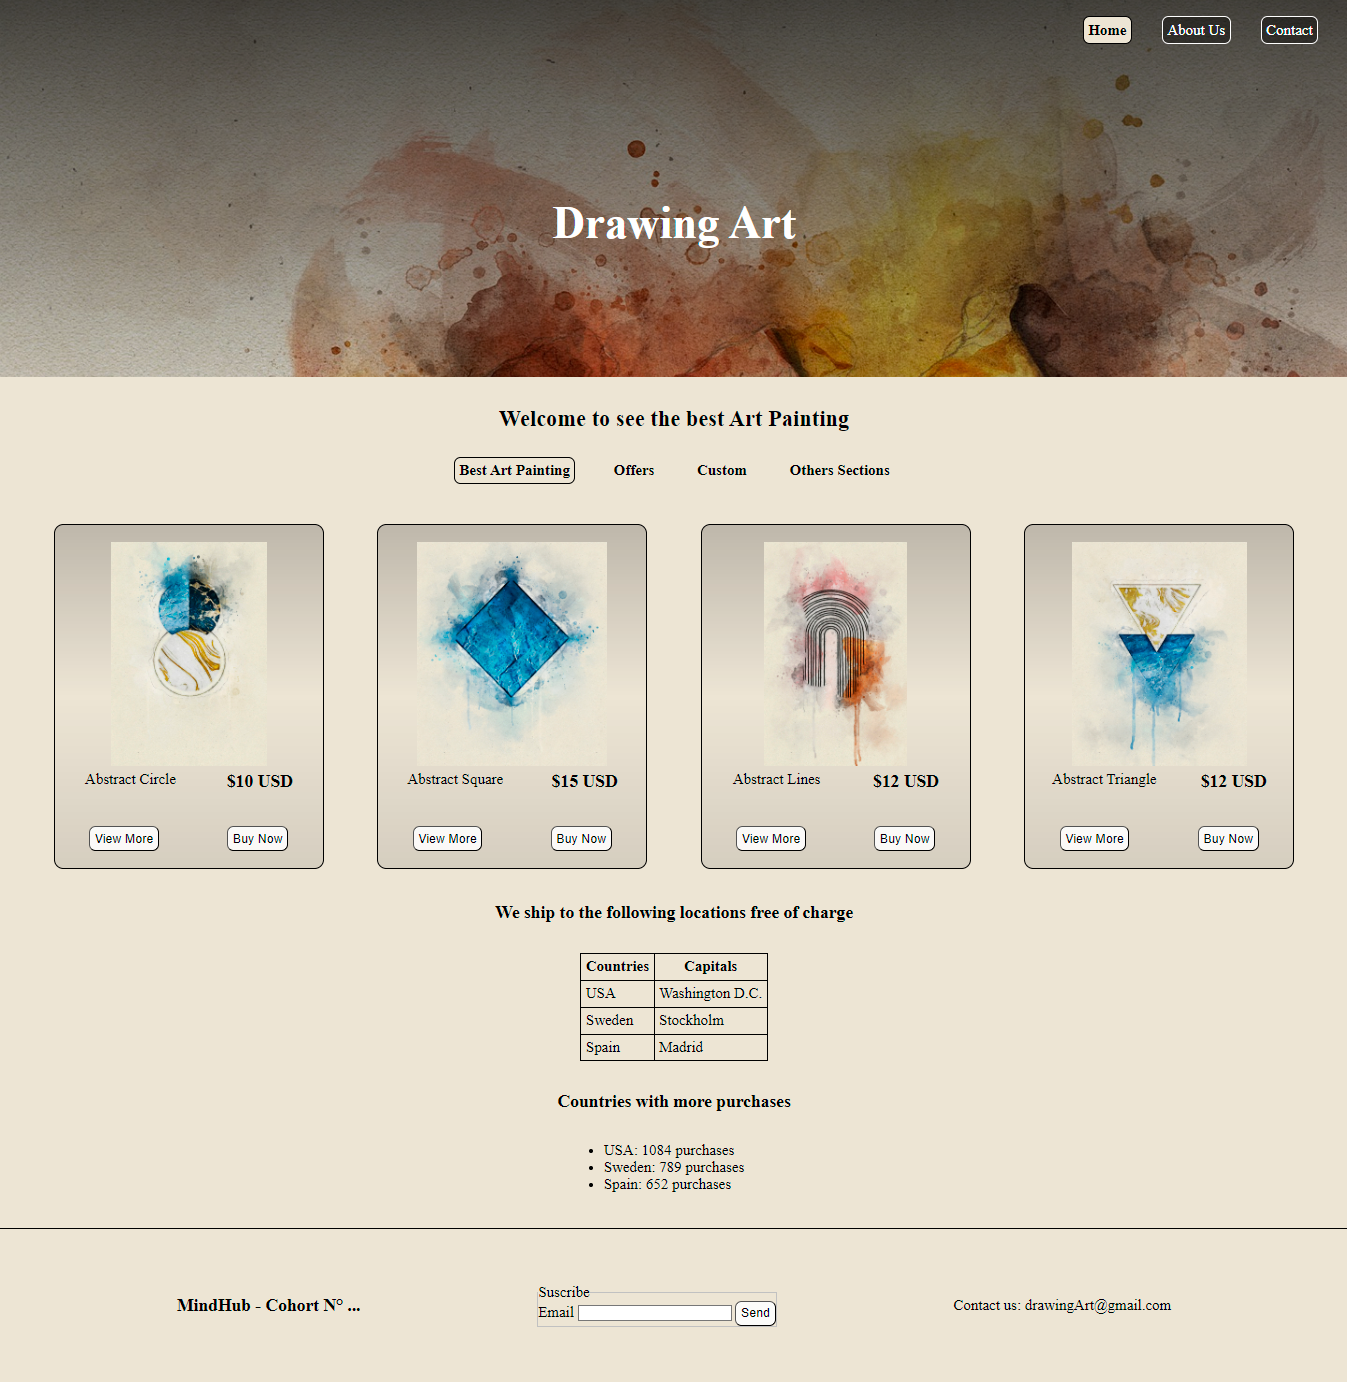 Home About Us Contact
Drawing Art
Welcome to see the best Art Painting
Best Art Painting Offers Custom Others Sections
Abstract Circle $10 USD
View More Buy Now
Abstract Square $15 USD
View More Buy Now
Abstract Lines $12 USD
View More Buy Now
Abstract Triangle $12 USD
View More Buy Now
We ship to the following locations free of charge
Countries Capitals
USA Washington D.C.
Sweden Stockholm
Spain Madrid
Countries with more purchases
• USA: 1084 purchases
• Sweden: 789 purchases
• Spain: 652 purchases
MindHub - Cohort N° ...
Suscribe
Email Send
Contact us: drawingArt@gmail.com